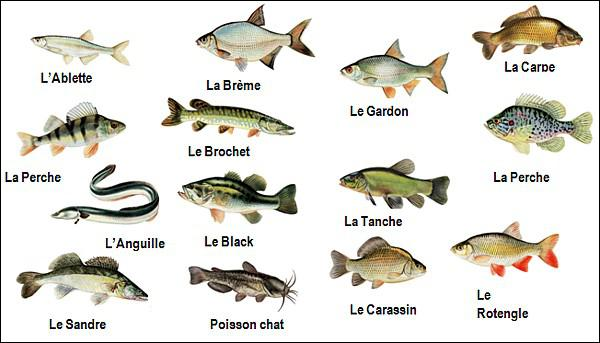 L'Ablette
La Brème
Le Gardon
La Carpe
La Perche
Le Brochet
La Perche
L'Anguille
Le Black
La Tanche
Le Sandre
Poisson chat
Le Carassin
Le
Rotengle